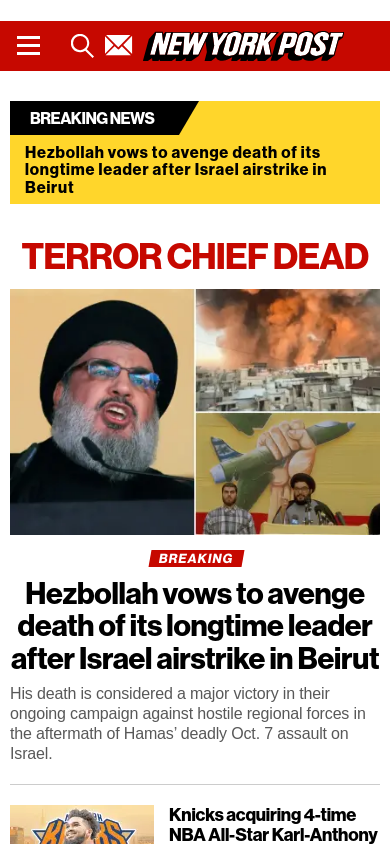 NEW YORK POST
BREAKING NEWS
Hezbollah vows to avenge death of its
longtime leader after Israel airstrike in
Beirut
TERROR CHIEF DEAD
BREAKING
Hezbollah vows to avenge
death of its longtime leader
after Israel airstrike in Beirut
His death is considered a major victory in their
ongoing campaign against hostile regional forces in
the aftermath of Hamas’ deadly Oct. 7 assault on
Israel.
Knicks acquiring 4-time
NBA All-Star Karl-Anthony